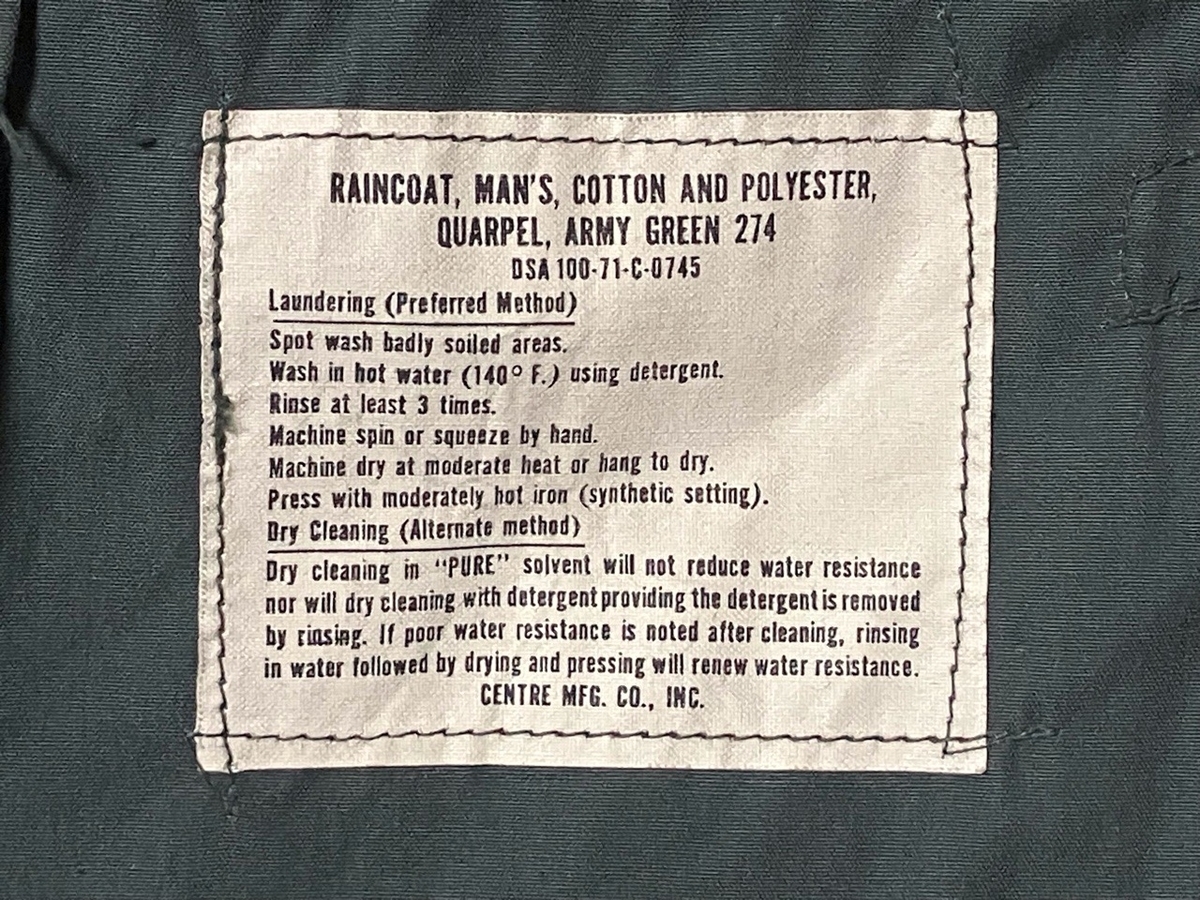 RAINCOAT, MAN'S, COTTON AND POLYESTER,
QUARPEL, ARMY GREEN 274
DSA 100-71-C-0745
Laundering (Preferred Method)
Spot wash badly soiled areas.
Wash in hot water (140° F.) using detergent.
Rinse at least 3 times.
Machine spin or squeeze by hand.
Machine dry at moderate heat or hang to dry.
Press with moderately hot iron (synthetic setting).
Dry Cleaning (Alternate method)
Dry cleaning in “PURE” solvent will not reduce water resistance
nor will dry cleaning with detergent providing the detergent is removed
by rinsing. If poor water resistance is noted after cleaning, rinsing
in water followed by drying and pressing will renew water resistance.
CENTRE MFG. CO., INC.